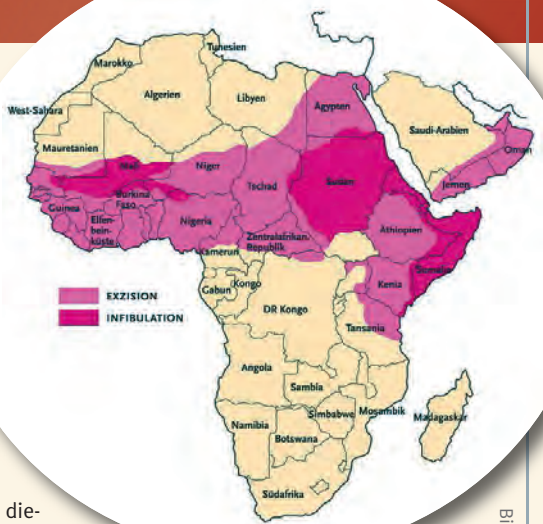 Tunesien
Marokko
Algerien
Libyen
Ägypten
West-Sahara
Saudi-Arabien
Mauretanien
Oman
Mali
Niger
Tschad
Sudan
Jemen
Burkina
Faso
Guinea
Elfen-
bein-
küste
Nigeria
Äthiopien
Zentralafrikan.
Republik
Kamerun
Somalia
Kenia
Gabun
Kongo
DR Kongo
EXZISION
INFIBULATION
Tansania
Angola
Sambia
Simbabwe
Mosambik
Madagaskar
Namibia
Botswana
Südafrika
die-
Bi